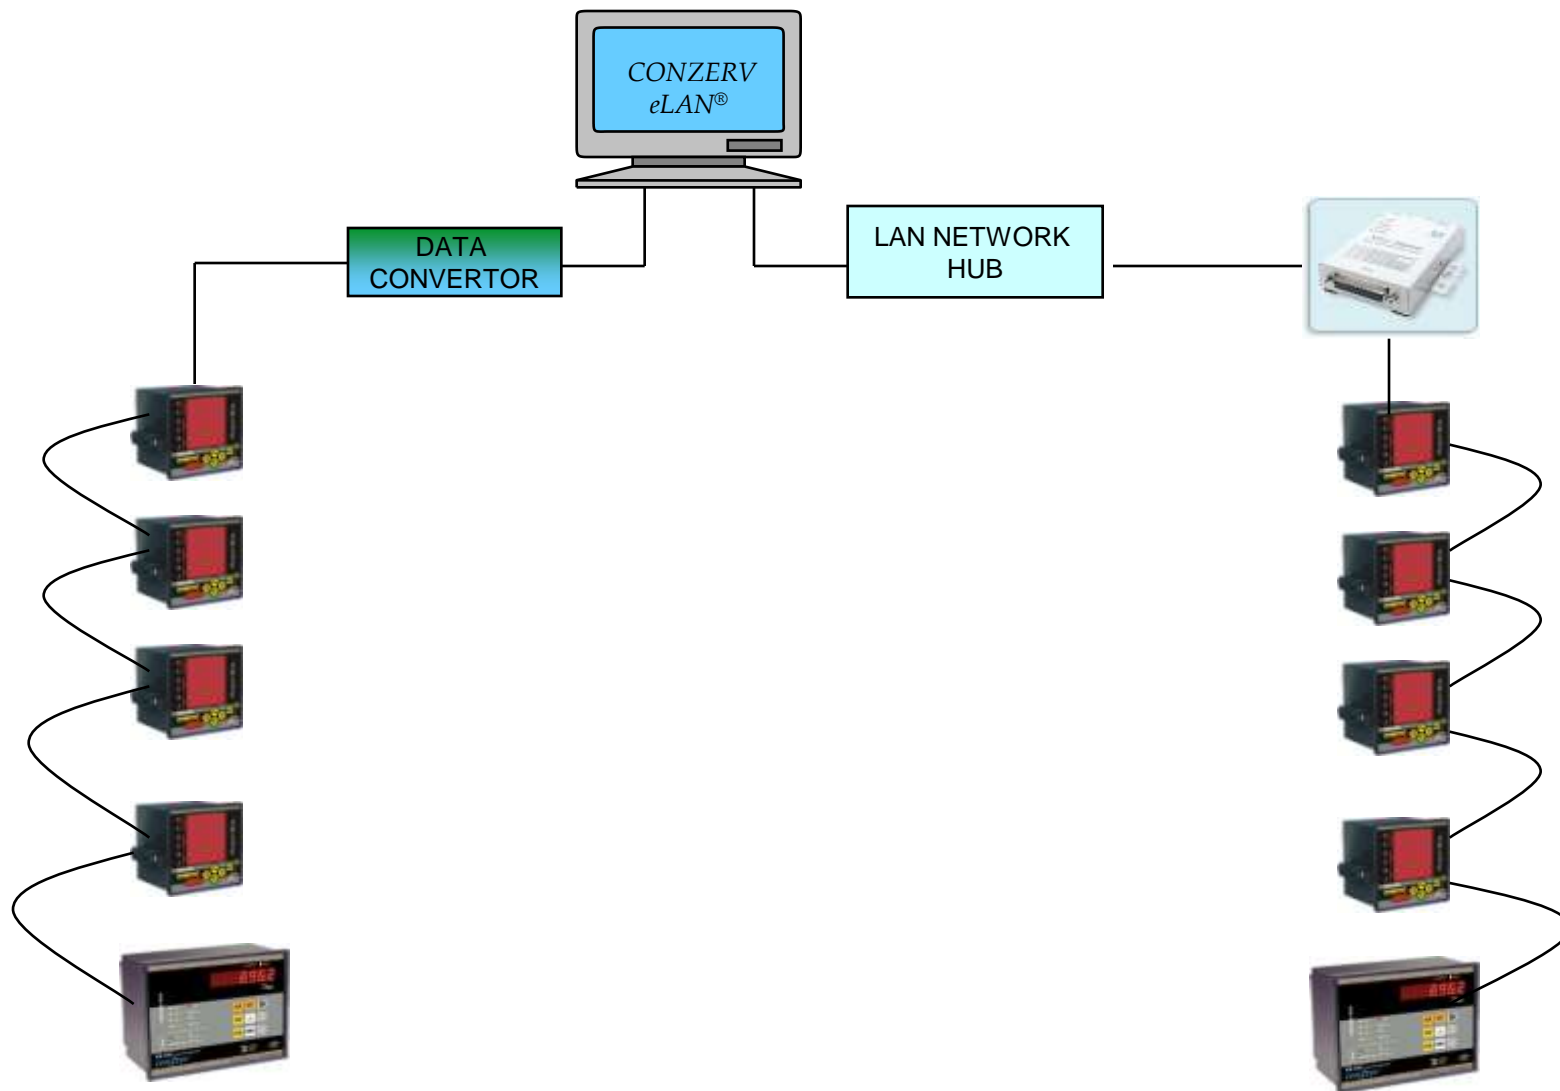 CONZERV
eLAN®
DATA
CONVERTOR
LAN NETWORK
HUB